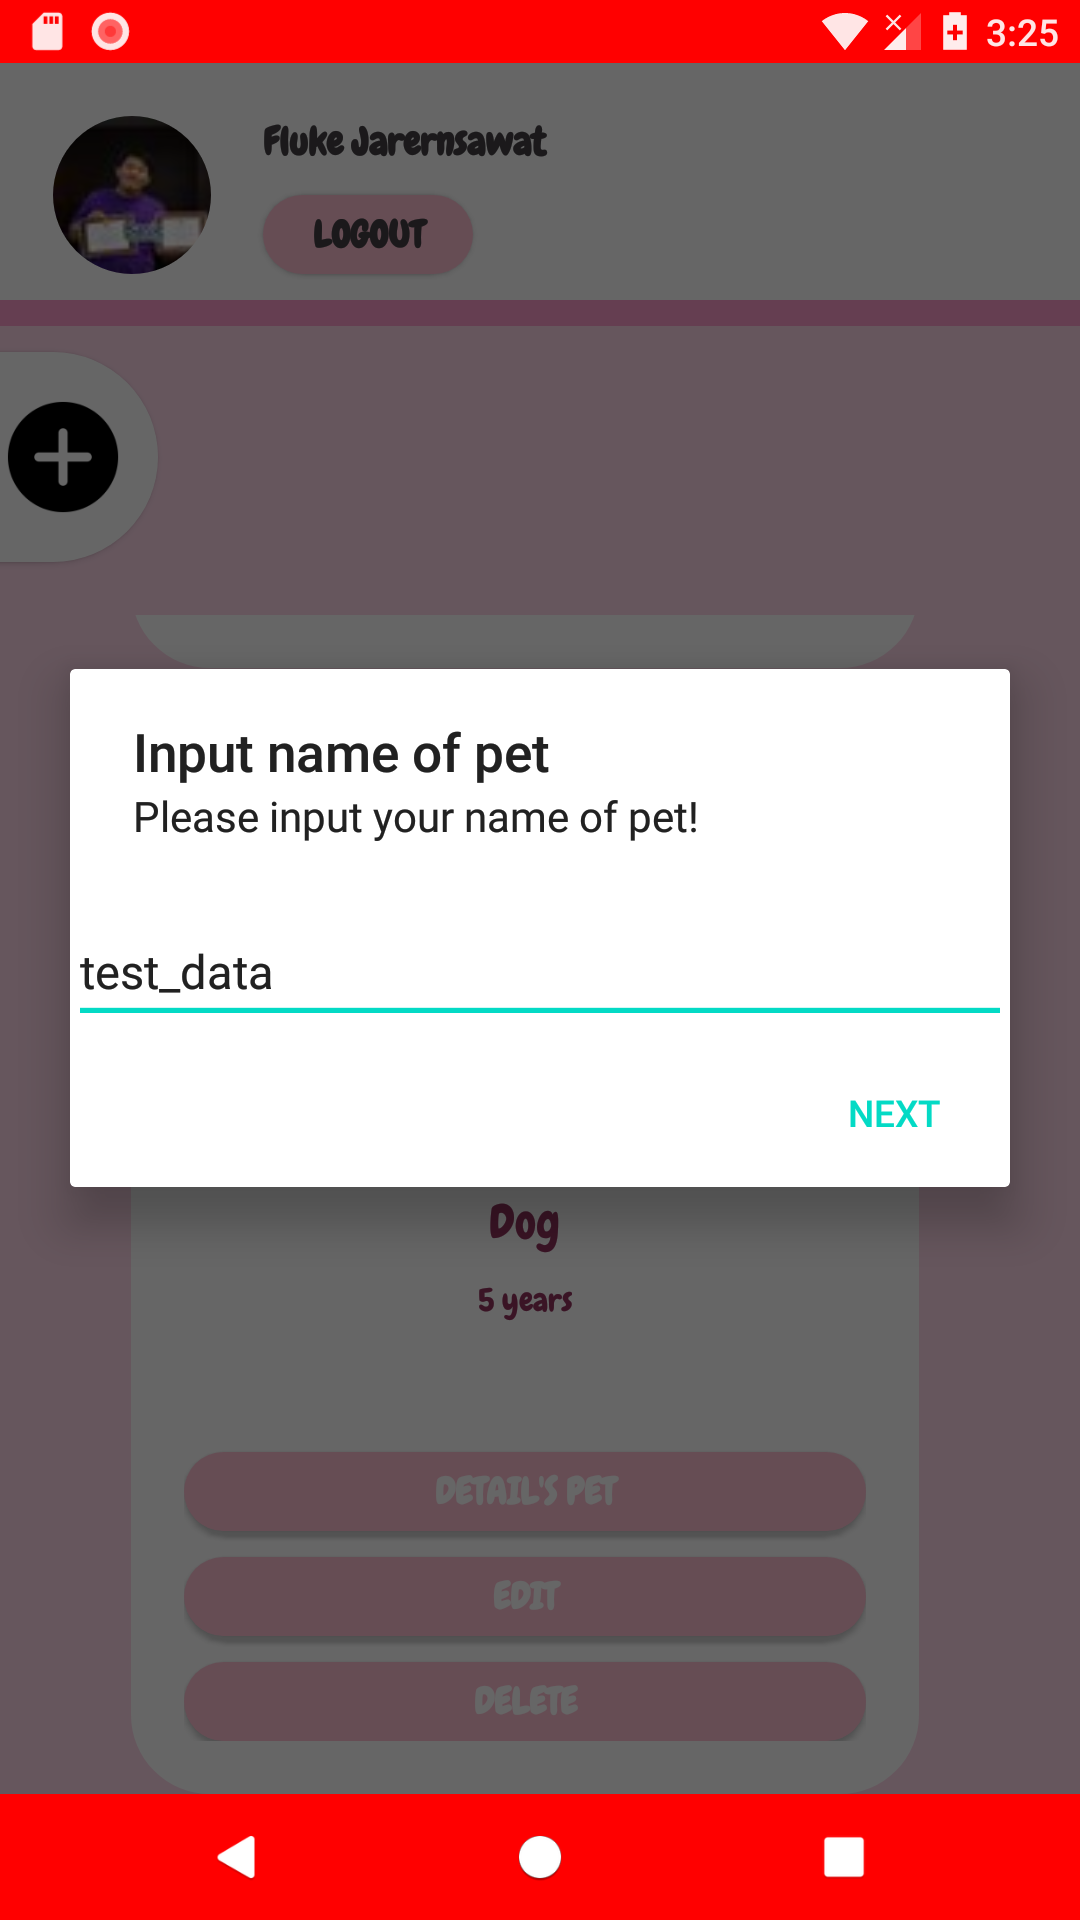 3:25
Fluke Jarernsawat
LOGOUT
Input name of pet
Please input your name of pet!
test_data
NEXT
Dog
5 years
DETAIL'S PET
EDIT
DELETE